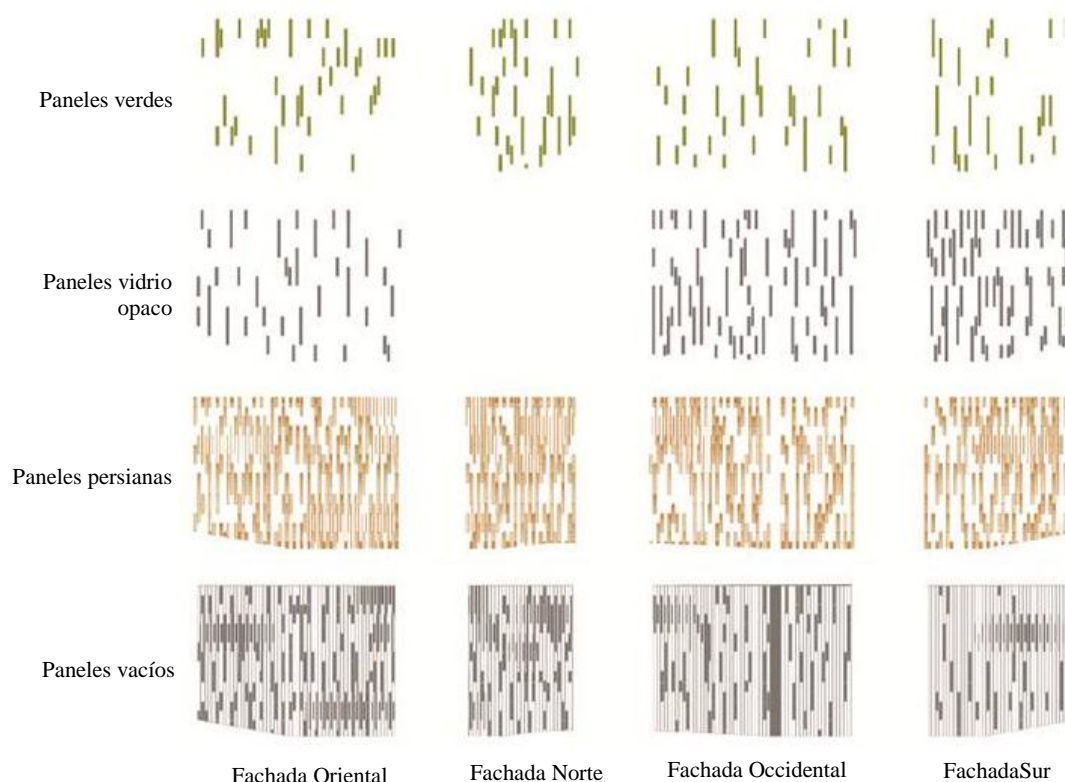 Paneles verdes
Paneles vidrio
opaco
Paneles persianas
Paneles vacíos
Fachada Oriental
Fachada Norte
Fachada Occidental
FachadaSur